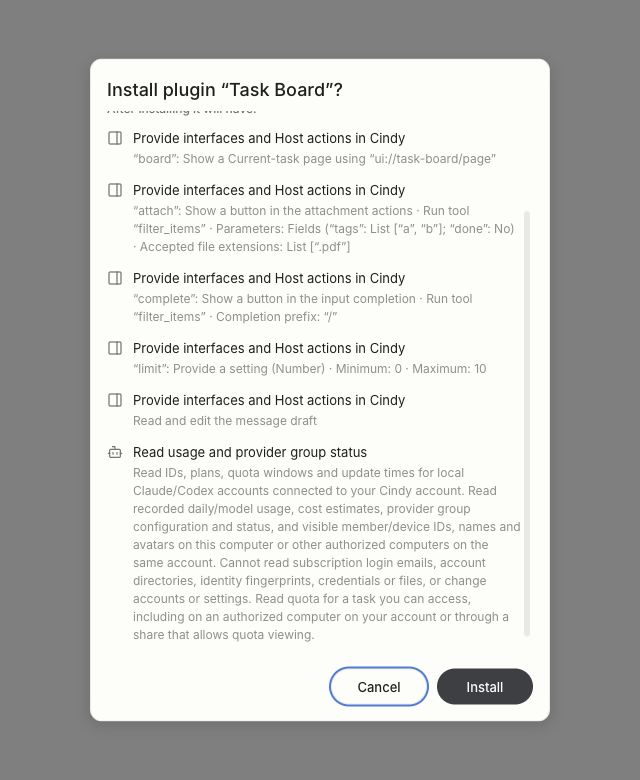 Install plugin “Task Board”?
After installing it will have:
Provide interfaces and Host actions in Cindy
“board”: Show a Current-task page using “ui://task-board/page”
Provide interfaces and Host actions in Cindy
“attach”: Show a button in the attachment actions · Run tool
“filter_items” · Parameters: Fields (“tags”: List [“a”, “b”]; “done”: No)
· Accepted file extensions: List [“.pdf”]
Provide interfaces and Host actions in Cindy
“complete”: Show a button in the input completion · Run tool
“filter_items” · Completion prefix: “/”
Provide interfaces and Host actions in Cindy
“limit”: Provide a setting (Number) · Minimum: 0 · Maximum: 10
Provide interfaces and Host actions in Cindy
Read and edit the message draft
Read usage and provider group status
Read IDs, plans, quota windows and update times for local
Claude/Codex accounts connected to your Cindy account. Read
recorded daily/model usage, cost estimates, provider group
configuration and status, and visible member/device IDs, names and
avatars on this computer or other authorized computers on the
same account. Cannot read subscription login emails, account
directories, identity fingerprints, credentials or files, or change
accounts or settings. Read quota for a task you can access,
including on an authorized computer on your account or through a
share that allows quota viewing.
Cancel
Install